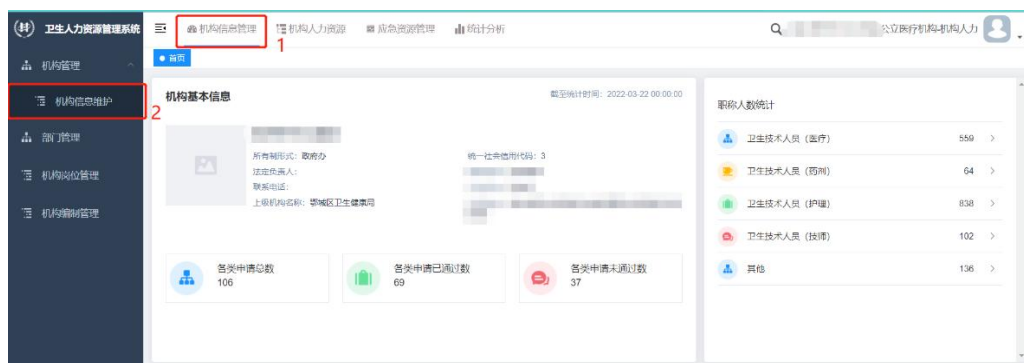 卫生人力资源管理系统
机构信息管理
机构人力资源
应急资源管理
统计分析
公立医疗机构-机构人力
1
机构管理
首页
机构信息维护
2
部门管理
机构岗位管理
机构编制管理
机构基本信息
截至统计时间：2022-03-22 00:00:00
所有制形式：政府办
统一社会信用代码：3
法定负责人：
联系电话：
上级机构名称：鄂城区卫生健康局
各类申请总数
106
各类申请已通过数
69
各类申请未通过数
37
职称人数统计
卫生技术人员（医疗） 559
卫生技术人员（药剂） 64
卫生技术人员（护理） 838
卫生技术人员（技师） 102
其他 136